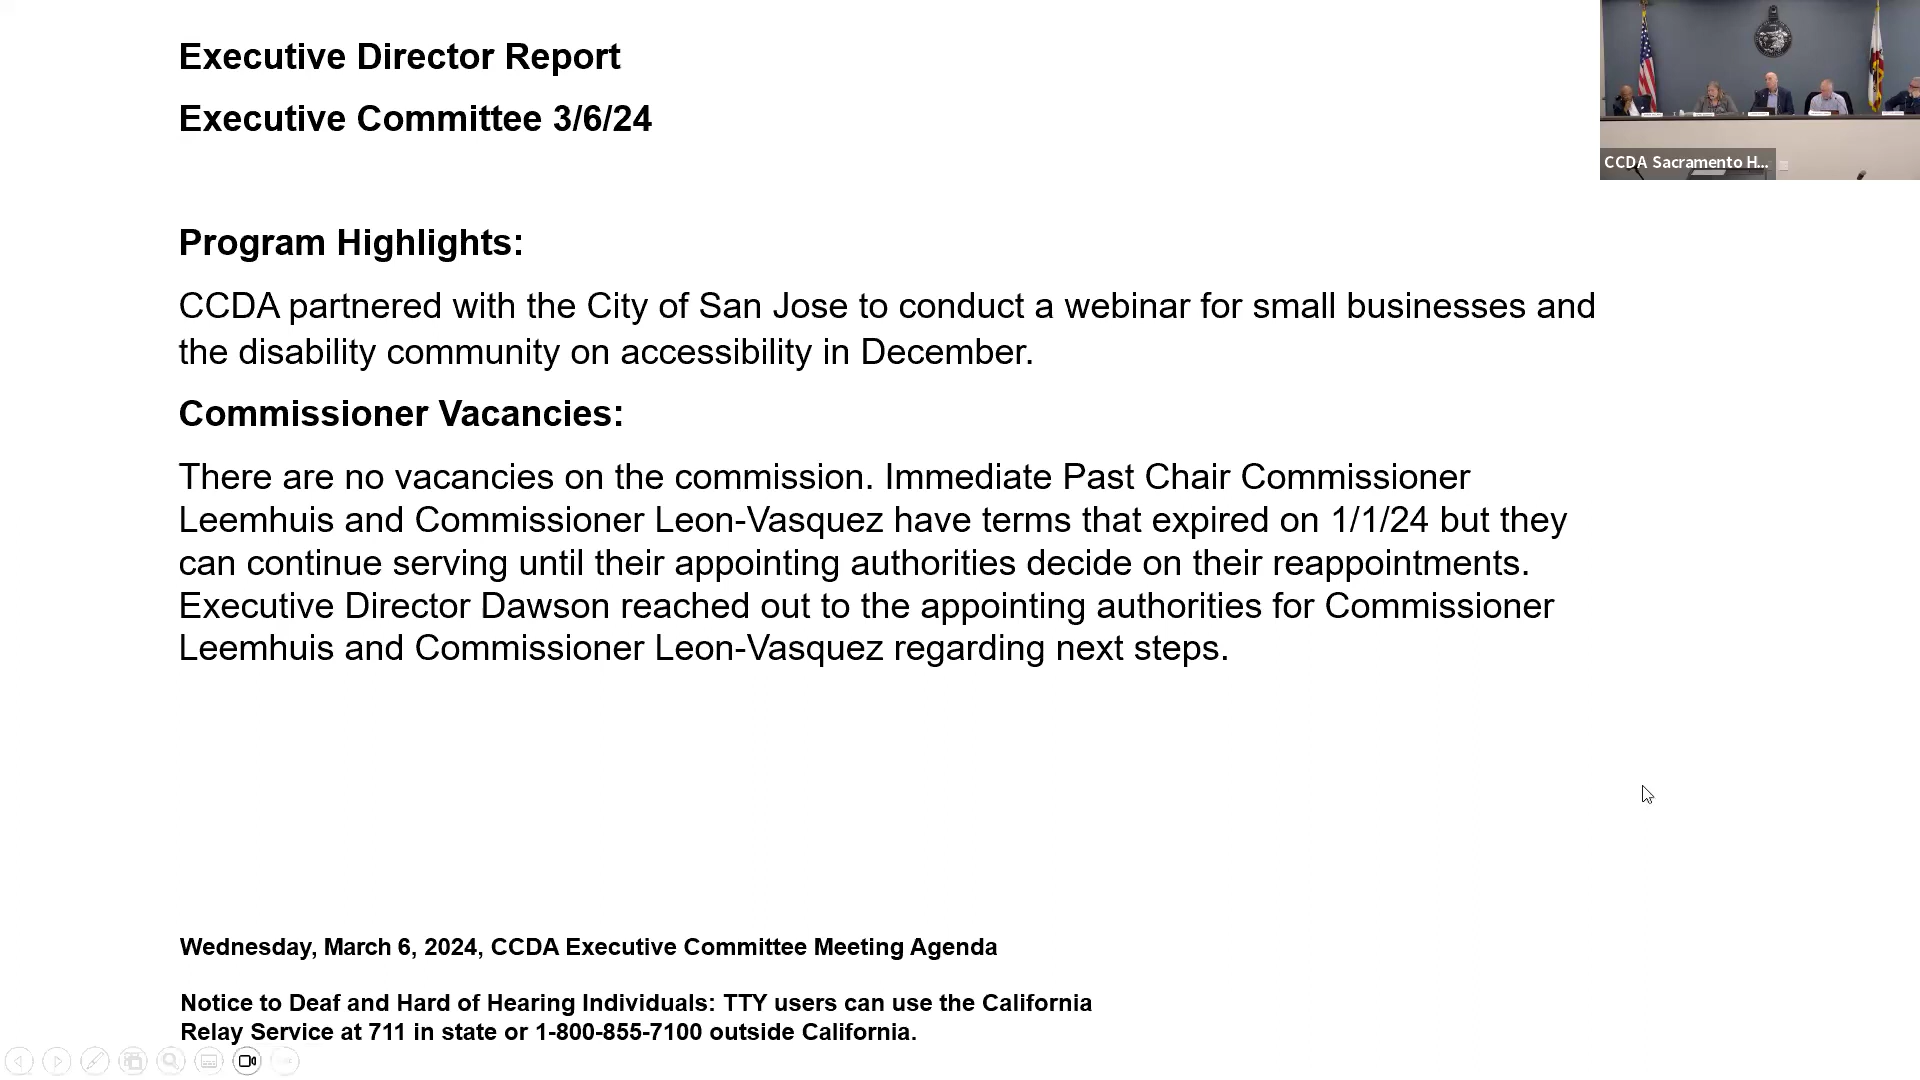 Executive Director Report
Executive Committee 3/6/24
CCDA Sacramento H...
Program Highlights:
CCDA partnered with the City of San Jose to conduct a webinar for small businesses and
the disability community on accessibility in December.
Commissioner Vacancies:
There are no vacancies on the commission. Immediate Past Chair Commissioner
Leemhuis and Commissioner Leon-Vasquez have terms that expired on 1/1/24 but they
can continue serving until their appointing authorities decide on their reappointments.
Executive Director Dawson reached out to the appointing authorities for Commissioner
Leemhuis and Commissioner Leon-Vasquez regarding next steps.
Wednesday, March 6, 2024, CCDA Executive Committee Meeting Agenda
Notice to Deaf and Hard of Hearing Individuals: TTY users can use the California
Relay Service at 711 in state or 1-800-855-7100 outside California.